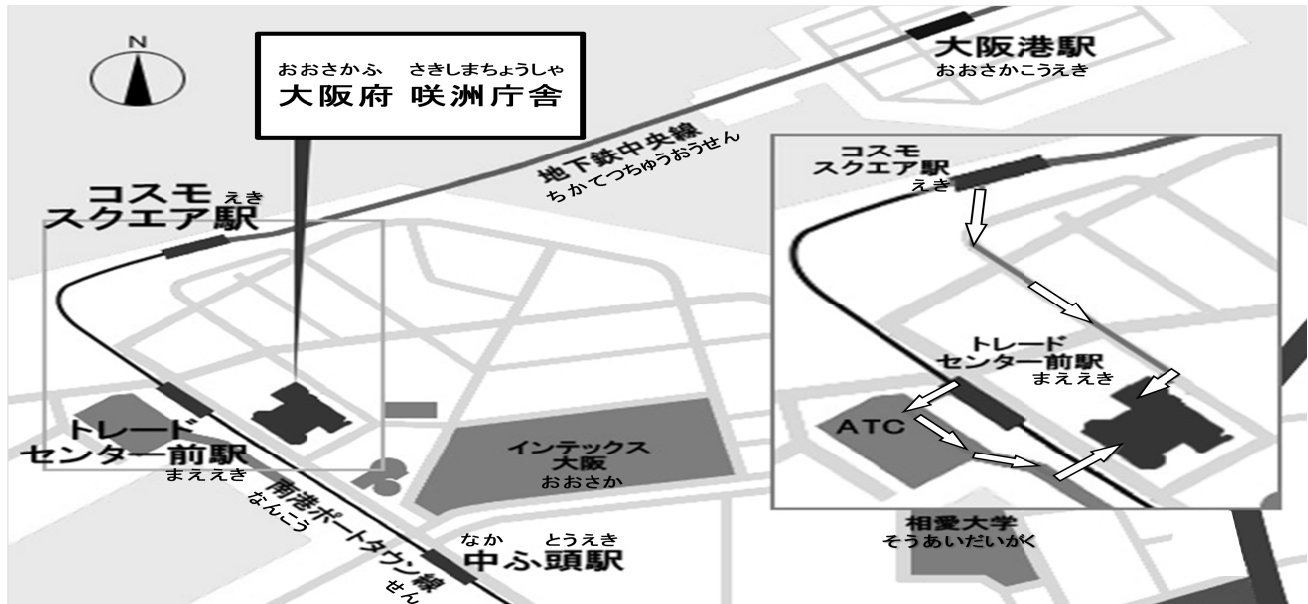 N
おおさかふ さきしまちょうしゃ
大阪府 咲洲庁舎
大阪港駅
おおさかこうえき
地下鉄中央線
ちかてつちゅうおうせん
コスモ
スクエア駅
えき
トレード
センター前駅
まええき
インテックス
大阪
おおさか
南港ポートタウン線
なんこう
せん
なか とうえき
中ふ頭駅
コスモ
スクエア駅
えき
トレード
センター前駅
まええき
ATC
相愛大学
そうあいだいがく